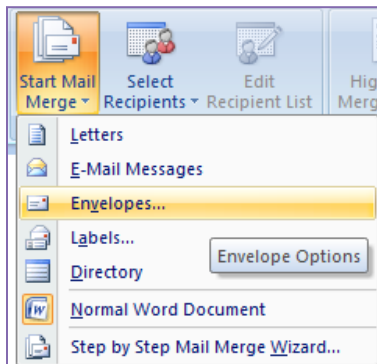 Start Mail Select Edit Hig
Merge Recipients Recipient List Merg
Letters
E-Mail Messages
Envelopes...
Labels...
Envelope Options
Directory
Normal Word Document
Step by Step Mail Merge Wizard...